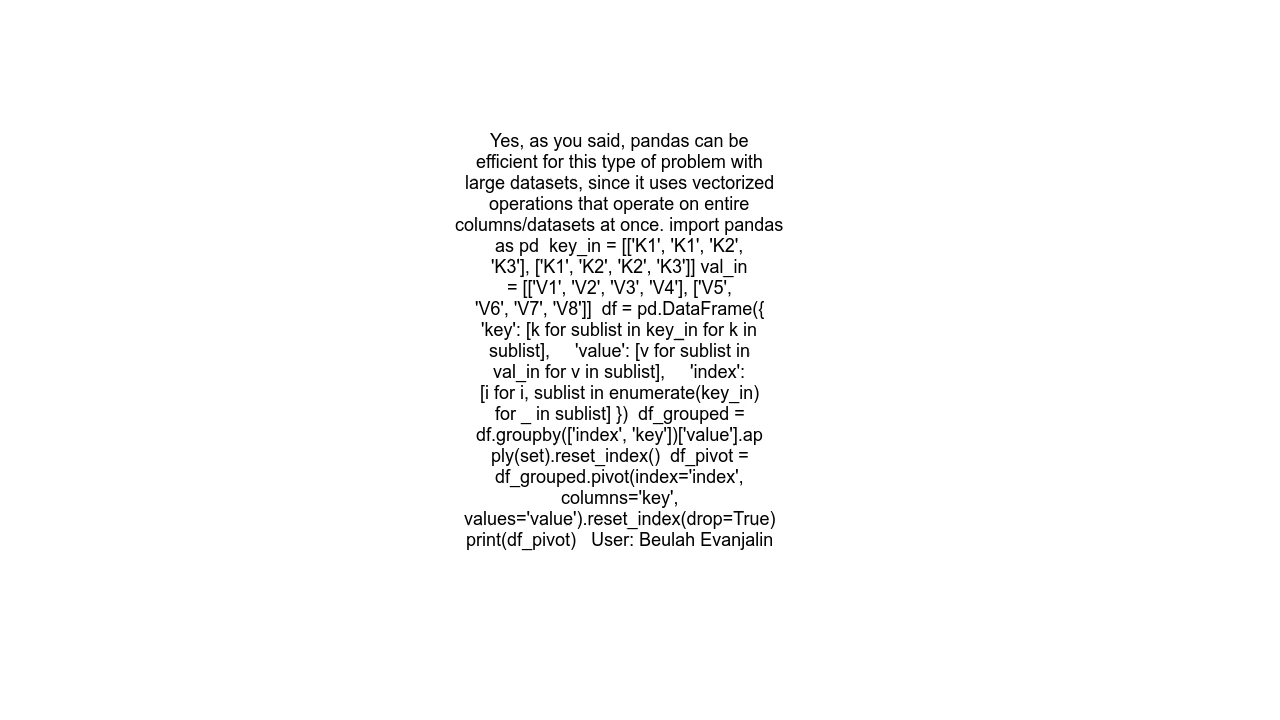 Yes, as you said, pandas can be
efficient for this type of problem with
large datasets, since it uses vectorized
operations that operate on entire
columns/datasets at once. import pandas
as pd  key_in = [['K1', 'K1', 'K2',
'K3'], ['K1', 'K2', 'K2', 'K3']] val_in
= [['V1', 'V2', 'V3', 'V4'], ['V5',
'V6', 'V7', 'V8']]  df = pd.DataFrame({
'key': [k for sublist in key_in for k in
sublist],     'value': [v for sublist in
val_in for v in sublist],     'index':
[i for i, sublist in enumerate(key_in)
for _ in sublist] })  df_grouped =
df.groupby(['index', 'key'])['value'].ap
ply(set).reset_index()  df_pivot =
df_grouped.pivot(index='index',
columns='key',
values='value').reset_index(drop=True)
print(df_pivot)   User: Beulah Evanjalin